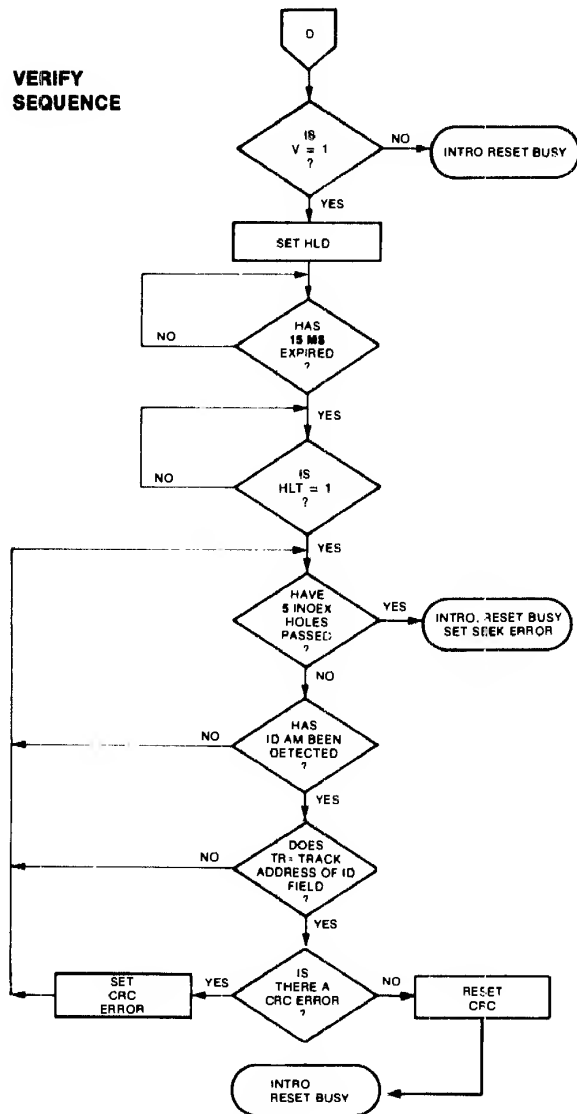 D
VERIFY
SEQUENCE
IS
V = 1
?
NO
INTRO RESET BUSY
YES
SET HLD
HAS
15 MS
EXPIRED
?
NO
YES
IS
HLT = 1
?
NO
YES
HAVE
5 INDEX
HOLES
PASSED
?
YES
INTRO, RESET BUSY
SET SEEK ERROR
NO
HAS
ID AM BEEN
DETECTED
?
NO
YES
DOES
TR = TRACK
ADDRESS OF ID
FIELD
?
NO
YES
IS
THERE A
CRC ERROR
?
YES
SET
CRC
ERROR
NO
RESET
CRC
INTRO
RESET BUSY